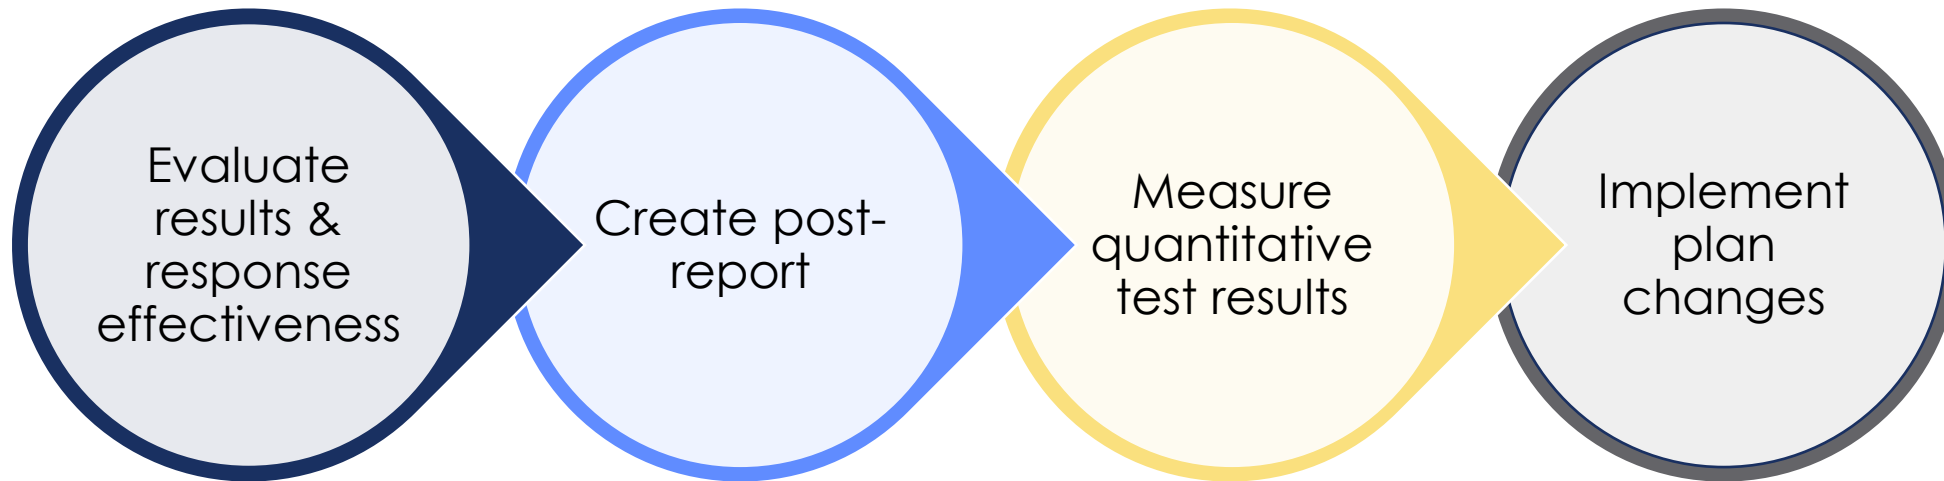 Evaluate
results &
response
effectiveness
Create post-
report
Measure
quantitative
test results
Implement
plan
changes